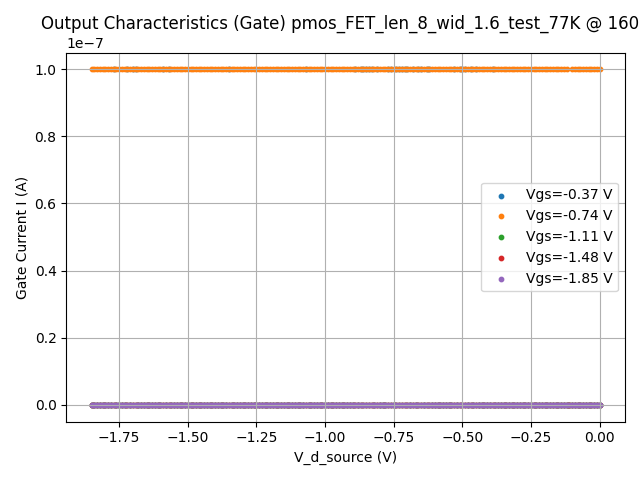 Output Characteristics (Gate) pmos_FET_len_8_wid_1.6_test_77K @ 160
1e−7
1.0
0.8
0.6
0.4
0.2
0.0
Gate Current I (A)
Vgs=-0.37 V
Vgs=-0.74 V
Vgs=-1.11 V
Vgs=-1.48 V
Vgs=-1.85 V
−1.75 −1.50 −1.25 −1.00 −0.75 −0.50 −0.25 0.00
V_d_source (V)